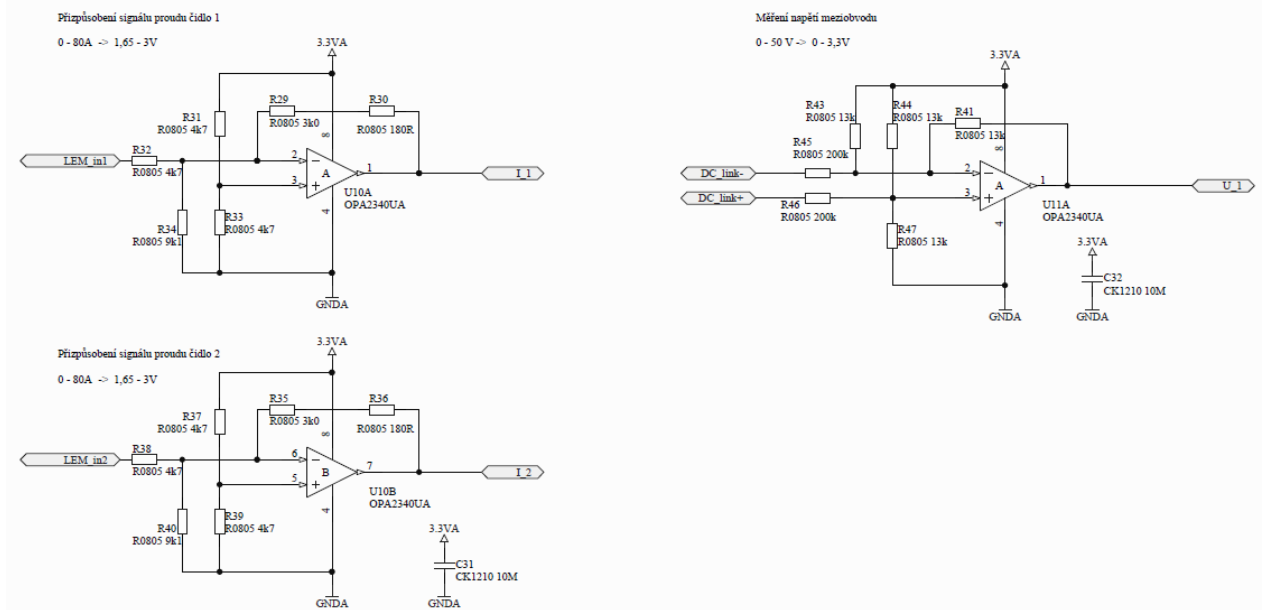 Přizpůsobení signálu proudu čidlo 1
0 - 80A -> 1,65 - 3V
3.3VA
R31
R0805 4k7
R29
R0805 3k0
R30
R0805 180R
LEM_in1
R32
R0805 4k7
2
3
A
8
4
1
I_1
U10A
OPA2340UA
R34
R0805 9k1
R33
R0805 4k7
GNDA
Přizpůsobení signálu proudu čidlo 2
0 - 80A -> 1,65 - 3V
3.3VA
R37
R0805 4k7
R35
R0805 3k0
R36
R0805 180R
LEM_in2
R38
R0805 4k7
6
5
B
8
4
7
I_2
U10B
OPA2340UA
R40
R0805 9k1
R39
R0805 4k7
GNDA
3.3VA
C31
CK1210 10M
GNDA
Měření napětí meziobvodu
0 - 50 V -> 0 - 3,3V
3.3VA
R43
R0805 13k
R44
R0805 13k
R41
R0805 13k
R45
R0805 200k
DC_link-
DC_link+
R46
R0805 200k
2
3
A
8
4
1
U_1
U11A
OPA2340UA
R47
R0805 13k
GNDA
3.3VA
C32
CK1210 10M
GNDA